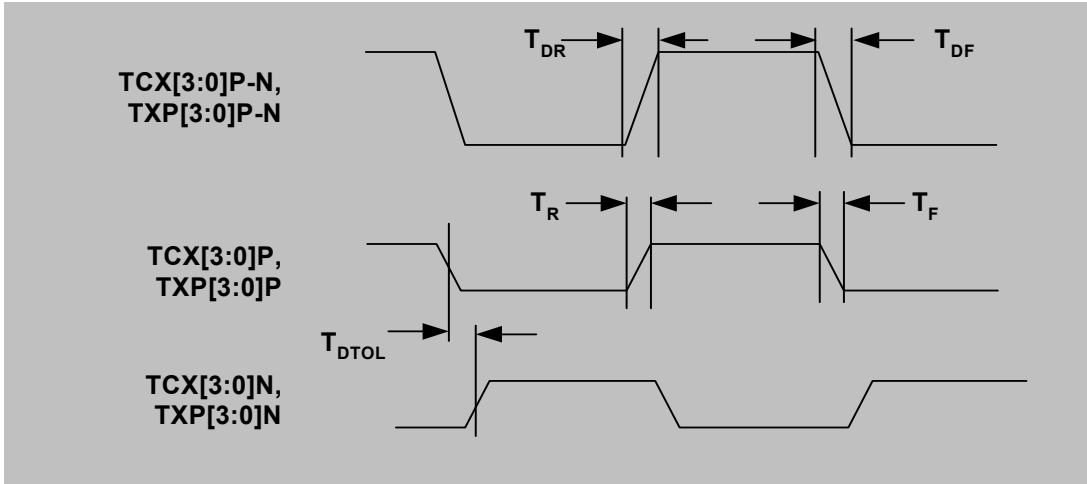 T_DR
T_DF
TCX[3:0]P-N,
TXP[3:0]P-N
T_R
T_F
TCX[3:0]P,
TXP[3:0]P
T_DTOL
TCX[3:0]N,
TXP[3:0]N